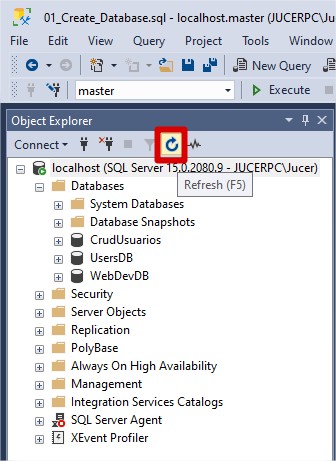 01_Create_Database.sql - localhost.master (JUCERPC\Jucer
File Edit View Query Project Tools Window
New Query
master
Execute
Object Explorer
Connect
localhost (SQL Server 15.0.2080.9 - JUCERPC\Jucer)
Refresh (F5)
Databases
System Databases
Database Snapshots
CrudUsuarios
UsersDB
WebDevDB
Security
Server Objects
Replication
PolyBase
Always On High Availability
Management
Integration Services Catalogs
SQL Server Agent
XEvent Profiler